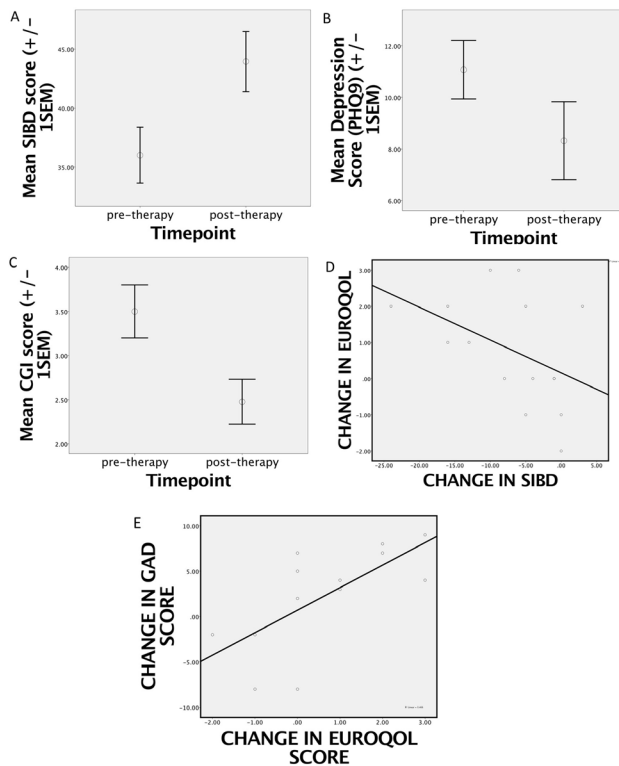 A
Mean SIBD score (+/-
1SEM)
45.00
40.00
35.00
pre-therapy post-therapy
Timepoint
B
Mean Depression
Score (PHQ9) (+/-
1SEM)
12.00
10.00
8.00
6.00
pre-therapy post-therapy
Timepoint
C
Mean CGI score (+/-
1SEM)
4.00
3.50
3.00
2.50
2.00
pre-therapy post-therapy
Timepoint
D
CHANGE IN EUROQOL
3.00
2.00
1.00
.00
-1.00
-2.00
-25.00 -20.00 -15.00 -10.00 -5.00 .00 5.00
CHANGE IN SIBD
E
CHANGE IN GAD
SCORE
10.00
5.00
.00
-5.00
-10.00
-2.00 -1.00 .00 1.00 2.00 3.00
CHANGE IN EUROQOL
SCORE